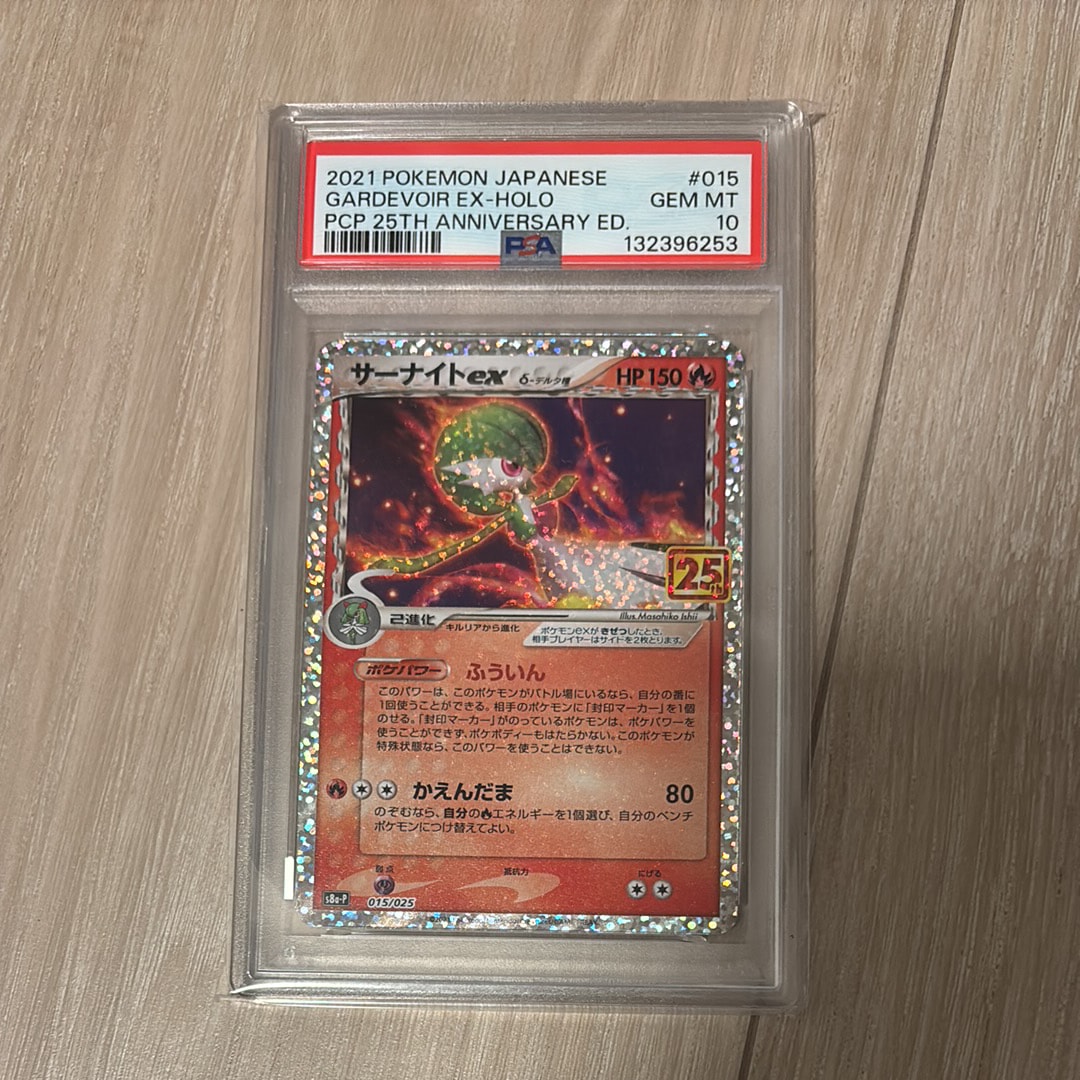 2021 POKEMON JAPANESE #015
GARDEVOIR EX-HOLO GEM MT
PCP 25TH ANNIVERSARY ED. 10
PSA 132396253
サーナイトex δ-デルタ種 HP150
25th
2進化 キルリアから進化
Illus. Masahiko Ishii
ポケモンexがきぜつしたとき、
相手プレイヤーはサイドを2枚とります。
ポケパワー ふういん
このパワーは、このポケモンがバトル場にいるなら、自分の番に
1回使うことができる。相手のポケモンに「封印マーカー」を1個
のせる。「封印マーカー」がのっているポケモンは、ポケパワーを
使うことができず、ポケボディーもはたらかない。このポケモンが
特殊状態なら、このパワーを使うことはできない。
かえんだま 80
のぞむなら、自分のエネルギーを1個選び、自分のベンチ
ポケモンにつけ替えてよい。
弱点 抵抗力 にげる
s8a-P 015/025